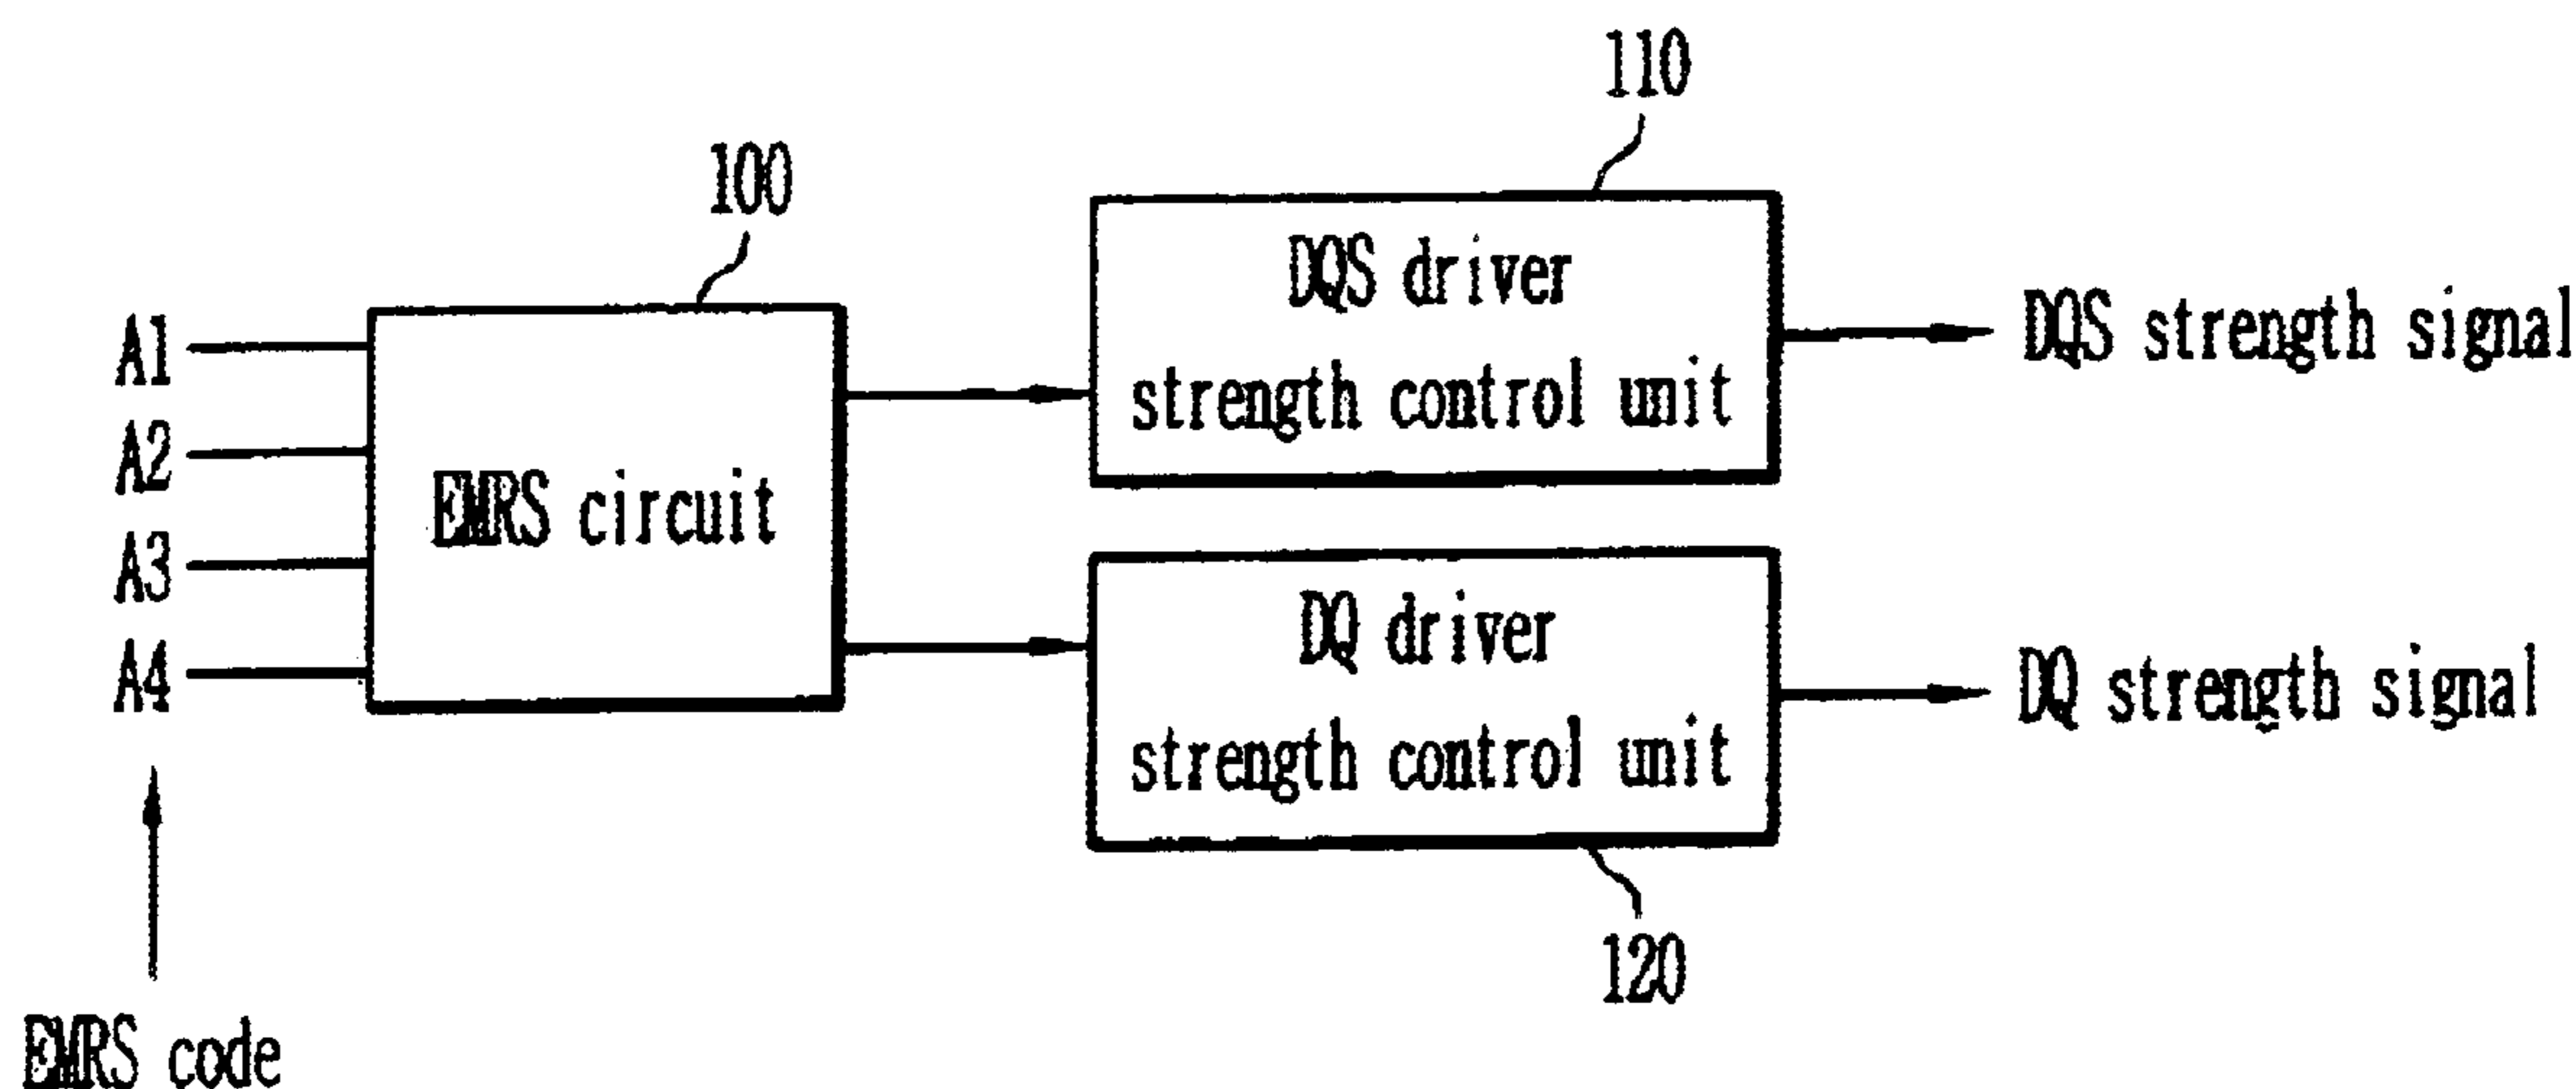 110
100
DQS driver
strength control unit
DQS strength signal
A1
A2
A3
A4
EMRS circuit
DQ driver
strength control unit
DQ strength signal
120
EMRS code